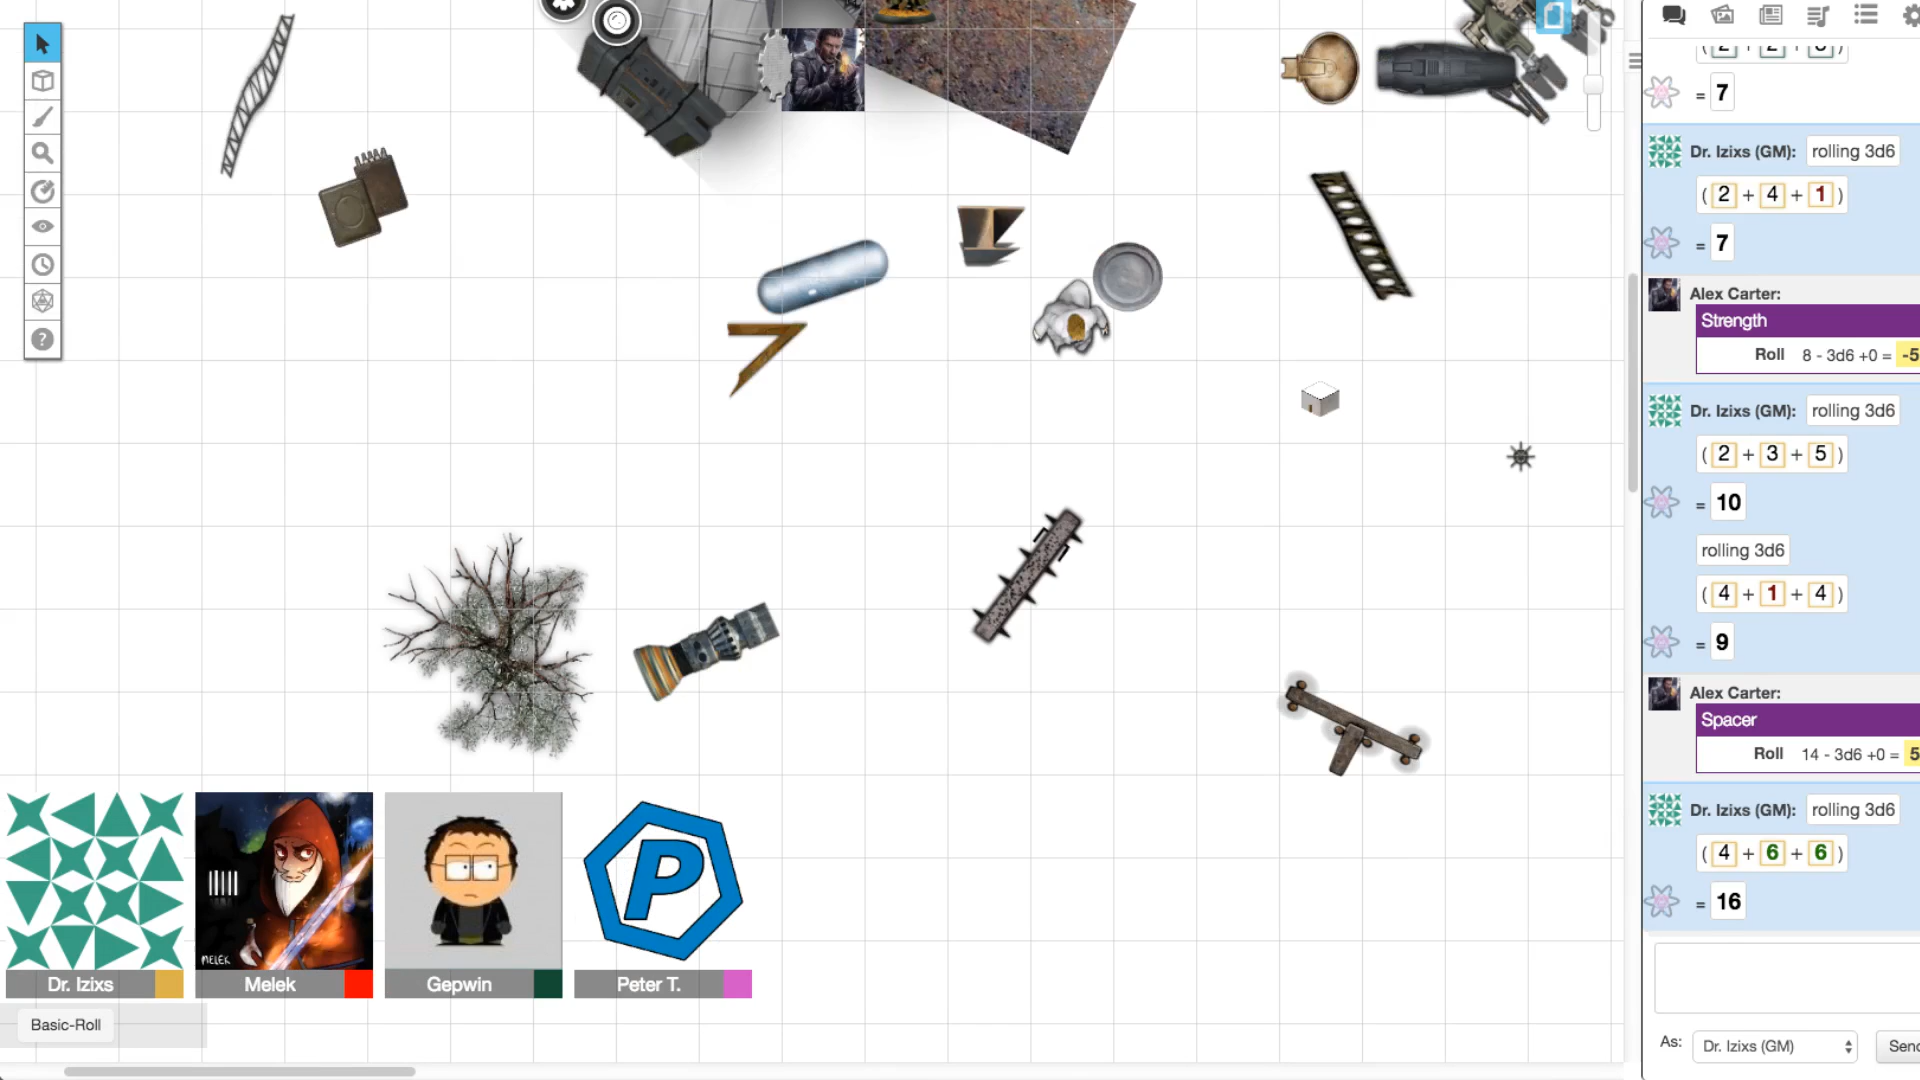 = 7
Dr. Izixs (GM): rolling 3d6
( 2 + 4 + 1 )
= 7
Alex Carter:
Strength
Roll 8 - 3d6 +0 = -5
Dr. Izixs (GM): rolling 3d6
( 2 + 3 + 5 )
= 10
rolling 3d6
( 4 + 1 + 4 )
= 9
Alex Carter:
Spacer
Roll 14 - 3d6 +0 = 5
Dr. Izixs (GM): rolling 3d6
( 4 + 6 + 6 )
= 16
MELEK
P
Dr. Izixs
Melek
Gepwin
Peter T.
Basic-Roll
As: Dr. Izixs (GM)